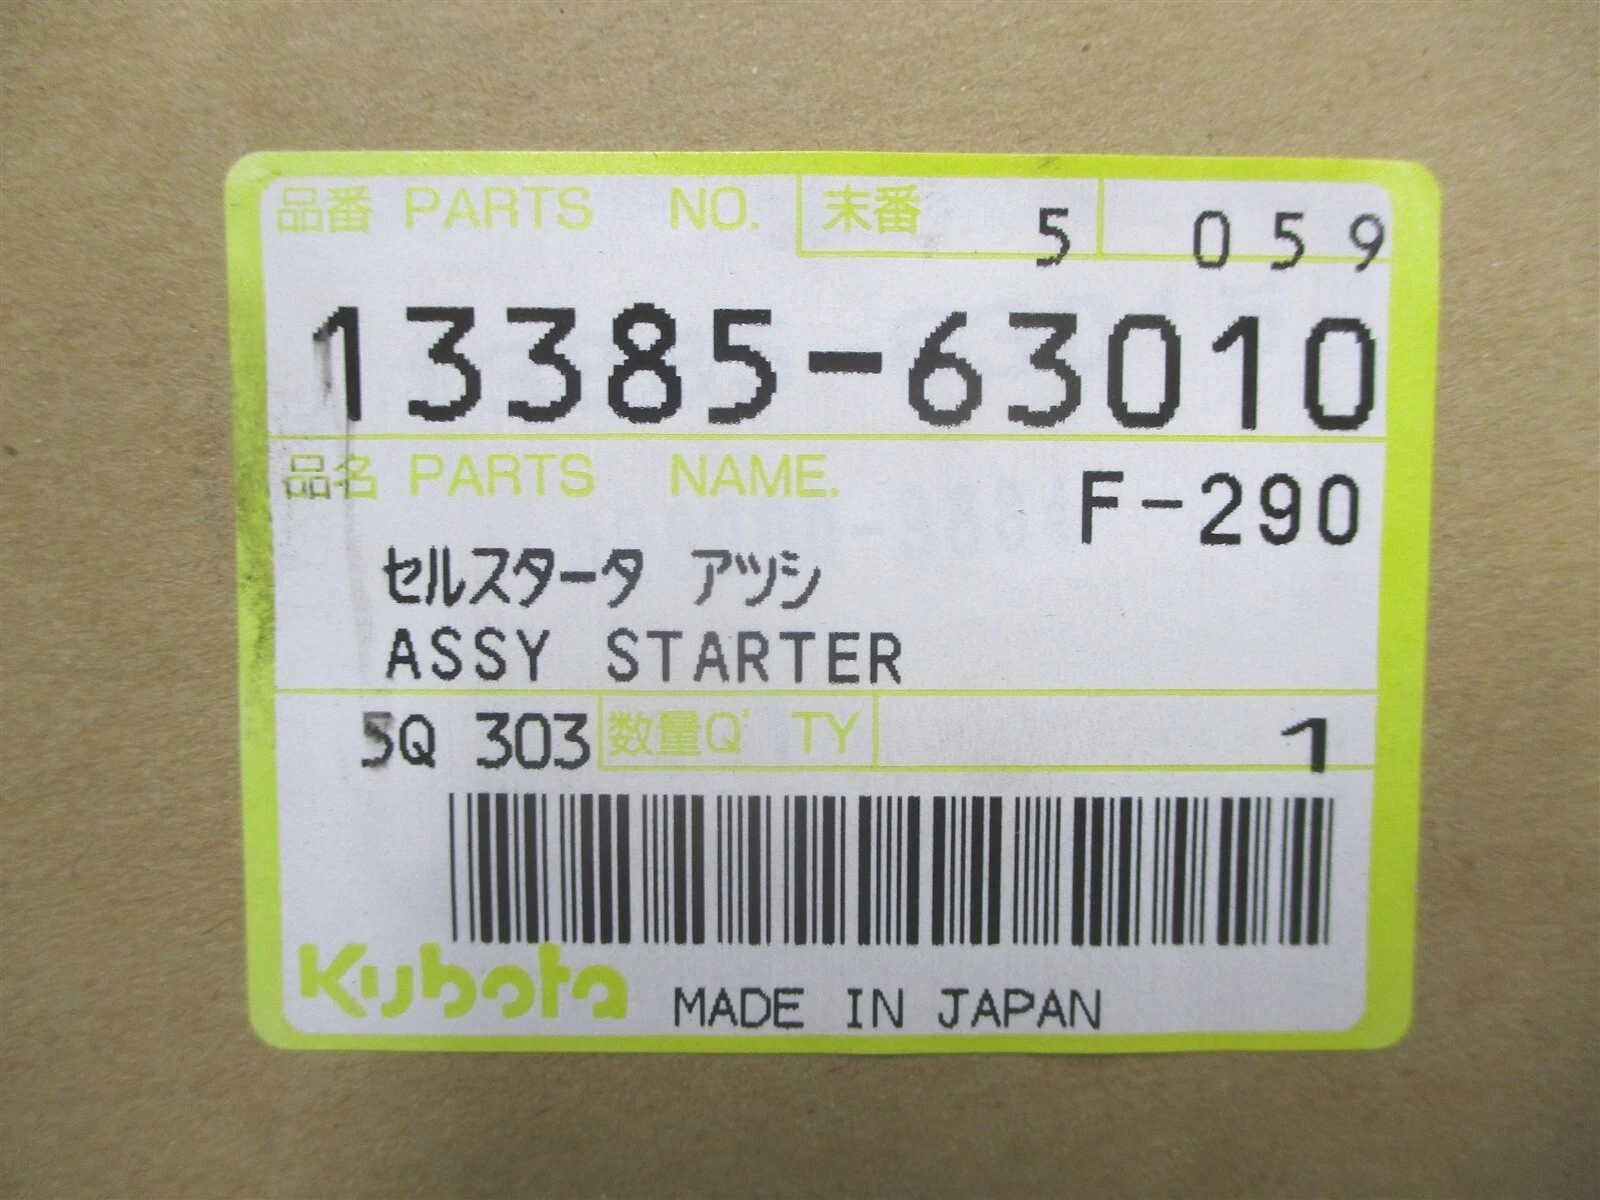 品番 PARTS NO. 末番 5 059
13385-63010
品名 PARTS NAME. F-290
セルスタータ アツシ
ASSY STARTER
5Q 303 数量Q'TY 1
Kubota MADE IN JAPAN